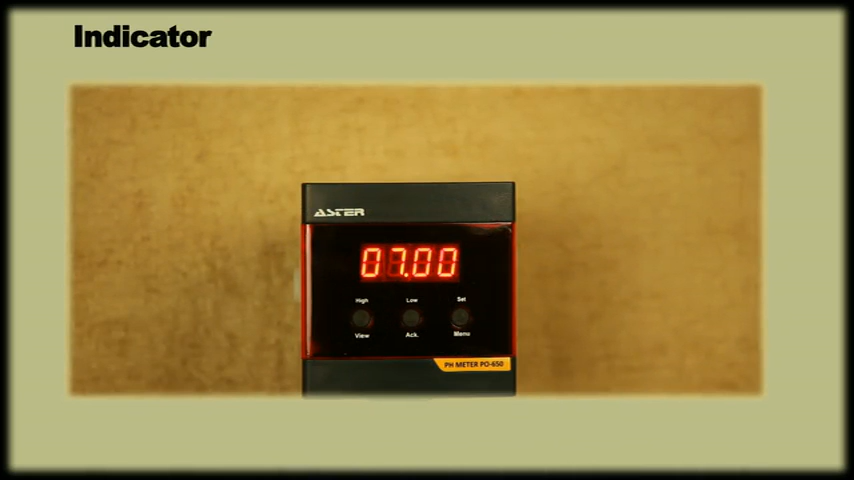 Indicator
ASTER
07.00
High Low Set
View Ack. Menu
PH METER PO-650